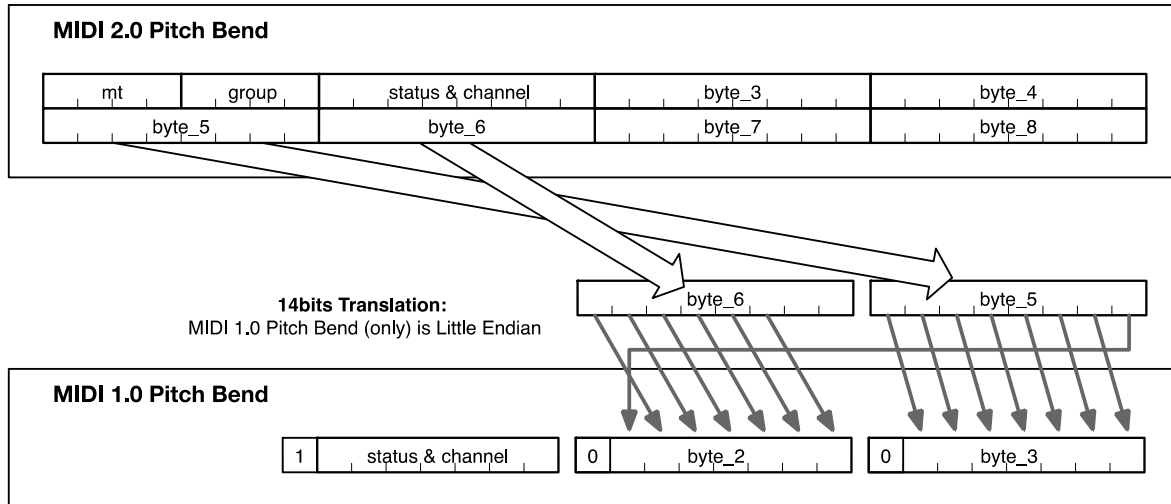 MIDI 2.0 Pitch Bend
mt group status & channel byte_3 byte_4
byte_5 byte_6 byte_7 byte_8
byte_6 byte_5
14bits Translation:
MIDI 1.0 Pitch Bend (only) is Little Endian
MIDI 1.0 Pitch Bend
1 status & channel 0 byte_2 0 byte_3